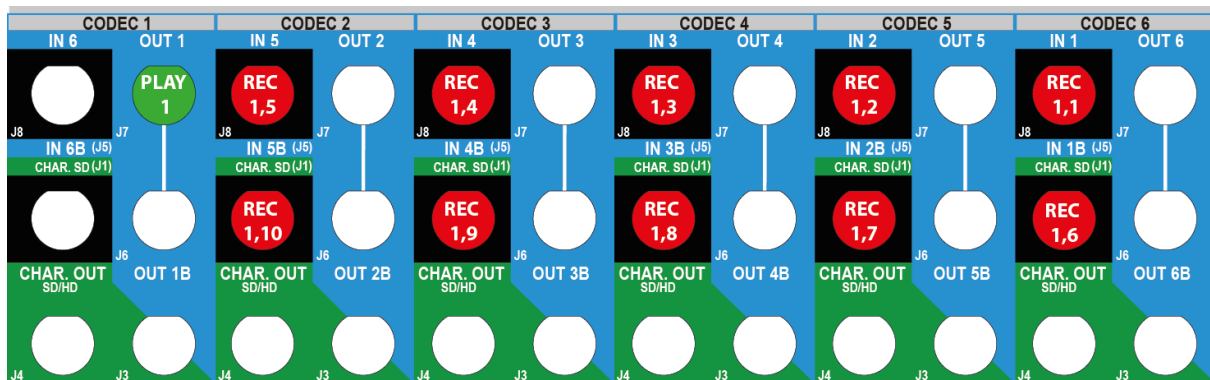 CODEC 1 CODEC 2 CODEC 3 CODEC 4 CODEC 5 CODEC 6
IN 6 OUT 1 IN 5 OUT 2 IN 4 OUT 3 IN 3 OUT 4 IN 2 OUT 5 IN 1 OUT 6
PLAY REC REC REC REC REC
1 1,5 1,4 1,3 1,2 1,1
J8 J7 J8 J7 J8 J7 J8 J7 J8 J7 J8 J7
IN 6B (J5) IN 5B (J5) IN 4B (J5) IN 3B (J5) IN 2B (J5) IN 1B (J5)
CHAR. SD (J1) CHAR. SD (J1) CHAR. SD (J1) CHAR. SD (J1) CHAR. SD (J1) CHAR. SD (J1)
REC REC REC REC REC
1,10 1,9 1,8 1,7 1,6
J6 J6 J6 J6 J6 J6
CHAR. OUT OUT 1B CHAR. OUT OUT 2B CHAR. OUT OUT 3B CHAR. OUT OUT 4B CHAR. OUT OUT 5B CHAR. OUT OUT 6B
SD/HD SD/HD SD/HD SD/HD SD/HD SD/HD
J4 J3 J4 J3 J4 J3 J4 J3 J4 J3 J4 J3